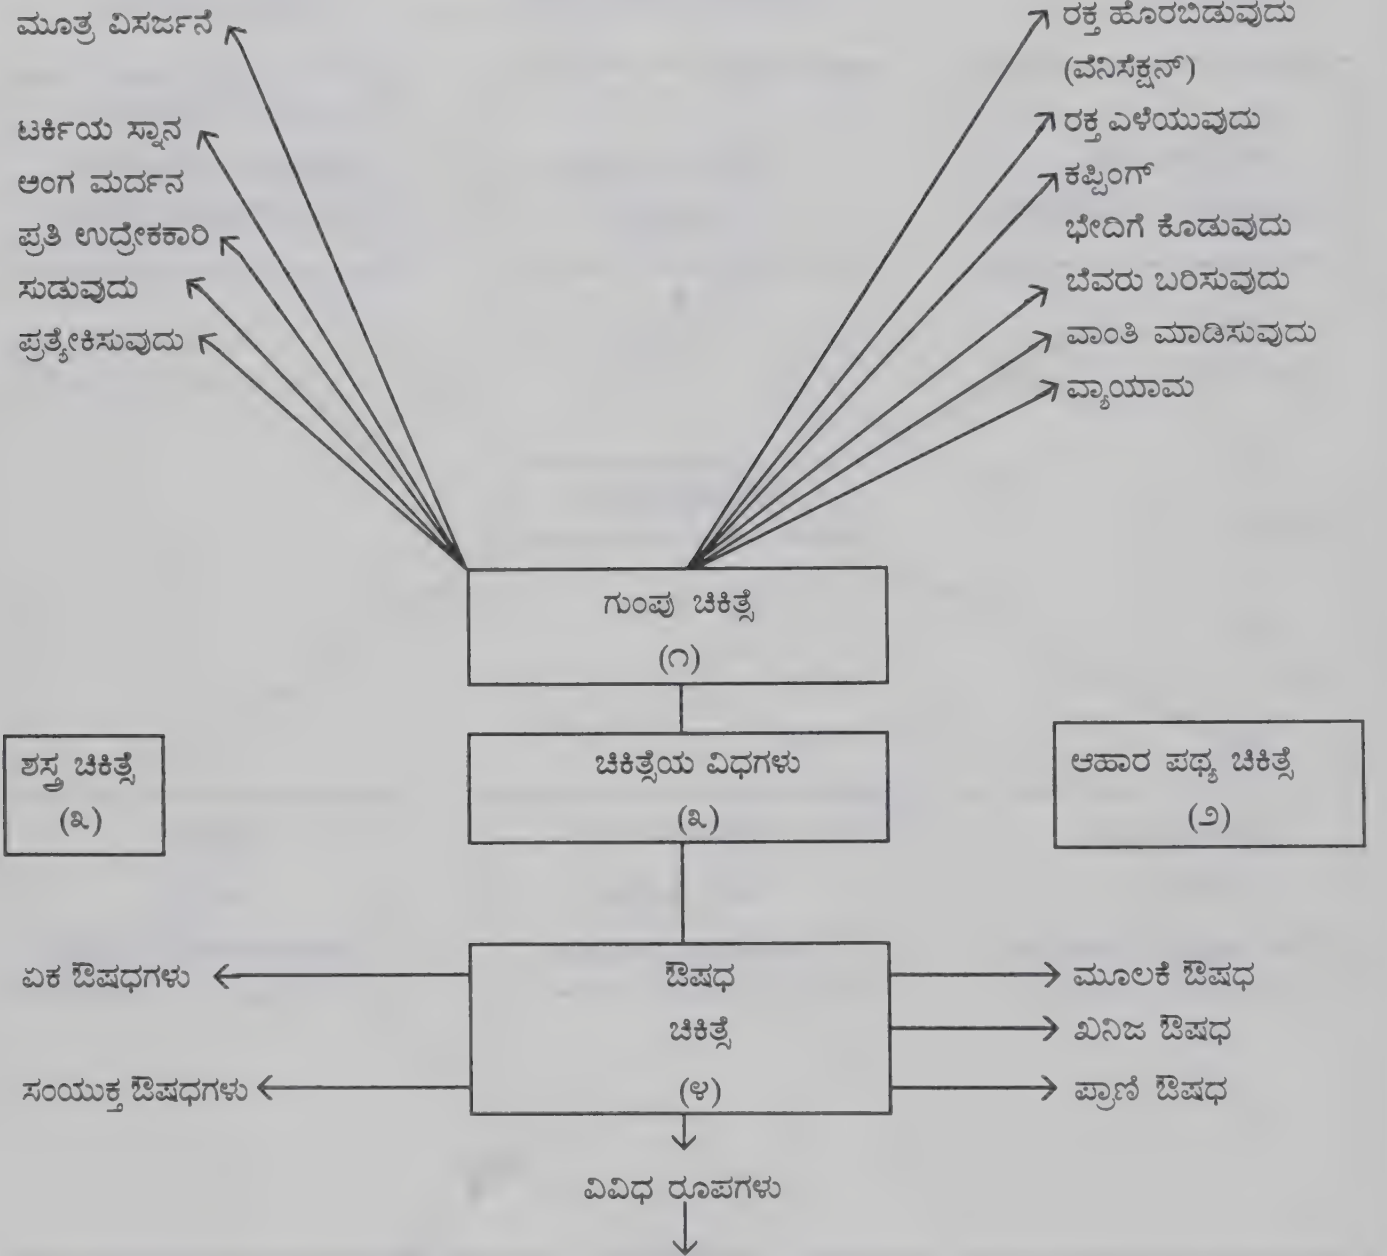 ಮೂತ್ರ ವಿಸರ್ಜನೆ
ಟರ್ಕಿಯ ಸ್ನಾನ
ಅಂಗ ಮರ್ದನ
ಪ್ರತಿ ಉದ್ರೇಕಕಾರಿ
ಸುಡುವುದು
ಪ್ರತ್ಯೇಕಿಸುವುದು
ರಕ್ತ ಹೊರಬಿಡುವುದು
(ವೆನಿಸೆಕ್ಷನ್)
ರಕ್ತ ಎಳೆಯುವುದು
ಕಪ್ಪಿಂಗ್
ಭೇದಿಗೆ ಕೊಡುವುದು
ಬೆವರು ಬರಿಸುವುದು
ವಾಂತಿ ಮಾಡಿಸುವುದು
ವ್ಯಾಯಾಮ
ಗುಂಪು ಚಿಕಿತ್ಸೆ
(೧)
ಶಸ್ತ್ರ ಚಿಕಿತ್ಸೆ
(೩)
ಚಿಕಿತ್ಸೆಯ ವಿಧಗಳು
(೩)
ಆಹಾರ ಪಥ್ಯ ಚಿಕಿತ್ಸೆ
(೨)
ಏಕ ಔಷಧಗಳು
ಸಂಯುಕ್ತ ಔಷಧಗಳು
ಔಷಧ
ಚಿಕಿತ್ಸೆ
(೪)
ಮೂಲಕೆ ಔಷಧ
ಖನಿಜ ಔಷಧ
ಪ್ರಾಣಿ ಔಷಧ
ವಿವಿಧ ರೂಪಗಳು